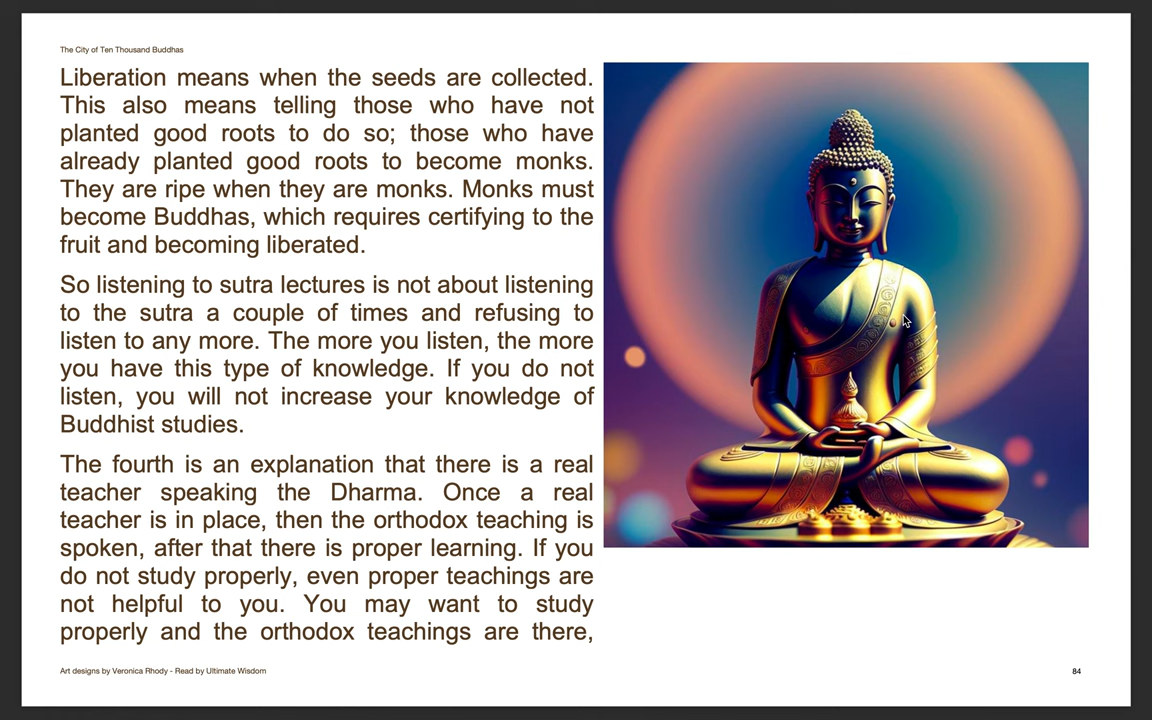 The City of Ten Thousand Buddhas
Liberation means when the seeds are collected.
This also means telling those who have not
planted good roots to do so; those who have
already planted good roots to become monks.
They are ripe when they are monks. Monks must
become Buddhas, which requires certifying to the
fruit and becoming liberated.
So listening to sutra lectures is not about listening
to the sutra a couple of times and refusing to
listen to any more. The more you listen, the more
you have this type of knowledge. If you do not
listen, you will not increase your knowledge of
Buddhist studies.
The fourth is an explanation that there is a real
teacher speaking the Dharma. Once a real
teacher is in place, then the orthodox teaching is
spoken, after that there is proper learning. If you
do not study properly, even proper teachings are
not helpful to you. You may want to study
properly and the orthodox teachings are there,
Art designs by Veronica Rhody - Read by Ultimate Wisdom
84